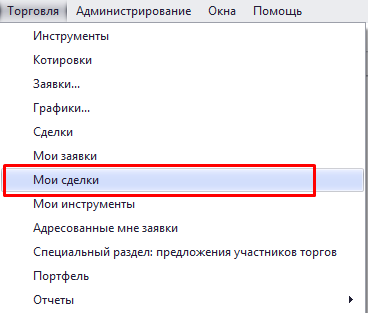 Торговля Администрирование Окна Помощь
Инструменты
Котировки
Заявки...
Графики...
Сделки
Мои заявки
Мои сделки
Мои инструменты
Адресованные мне заявки
Специальный раздел: предложения участников торгов
Портфель
Отчеты